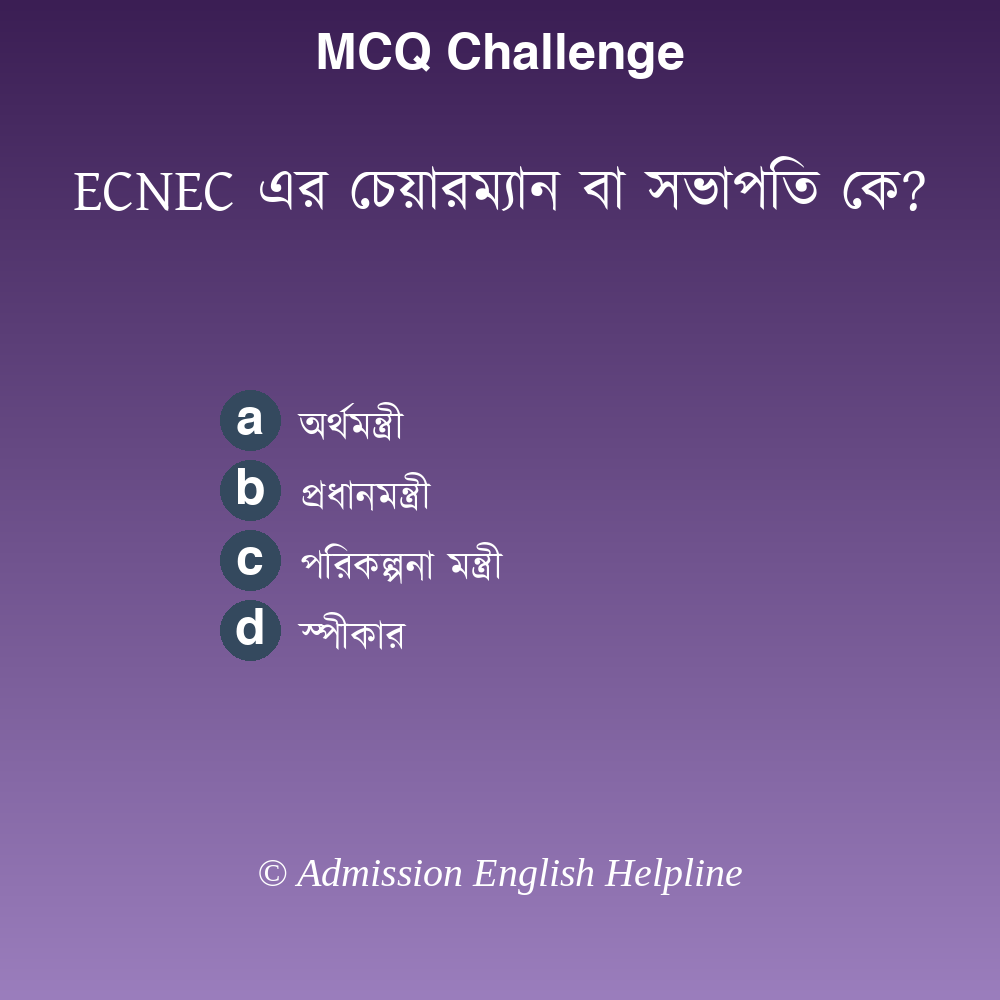 MCQ Challenge
ECNEC এর চেয়ারম্যান বা সভাপতি কে?
a অর্থমন্ত্রী
b প্রধানমন্ত্রী
c পরিকল্পনা মন্ত্রী
d স্পীকার
© Admission English Helpline